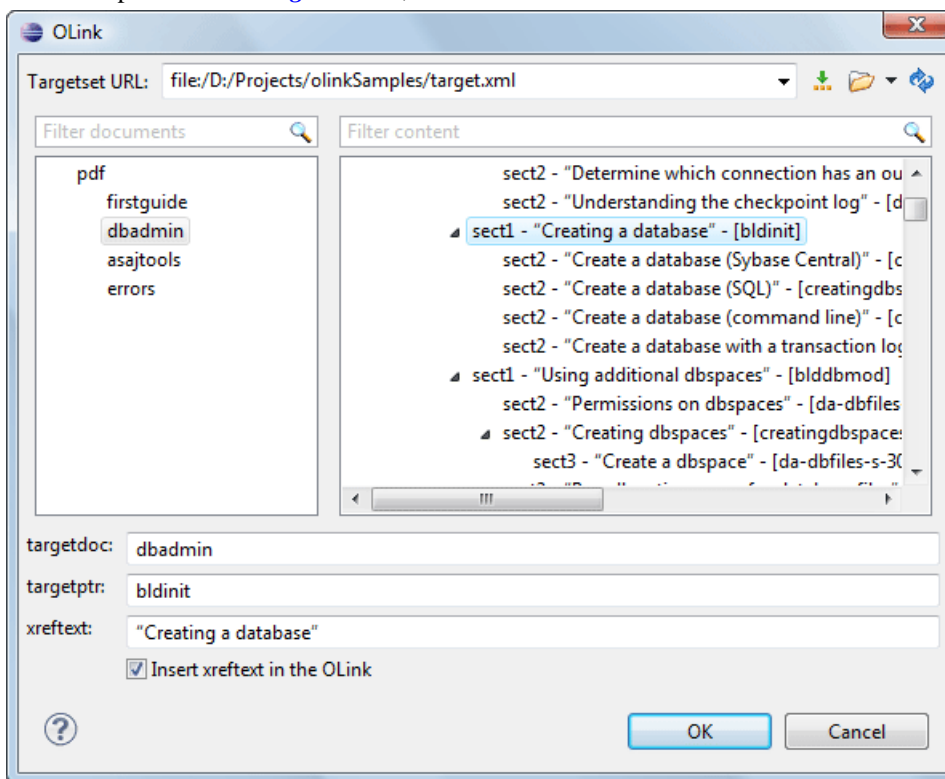 OLink
Targetset URL: file:/D:/Projects/olinkSamples/target.xml
Filter documents
Filter content
pdf
firstguide
dbadmin
asajtools
errors
sect2 - "Determine which connection has an ou
sect2 - "Understanding the checkpoint log" - [d
sect1 - "Creating a database" - [bldinit]
sect2 - "Create a database (Sybase Central)" - [c
sect2 - "Create a database (SQL)" - [creatingdbs
sect2 - "Create a database (command line)" - [c
sect2 - "Create a database with a transaction log
sect1 - "Using additional dbspaces" - [blddbmod]
sect2 - "Permissions on dbspaces" - [da-dbfiles
sect2 - "Creating dbspaces" - [creatingdbspaces
sect3 - "Create a dbspace" - [da-dbfiles-s-30
targetdoc: dbadmin
targetptr: bldinit
xreftext: "Creating a database"
Insert xreftext in the OLink
OK
Cancel